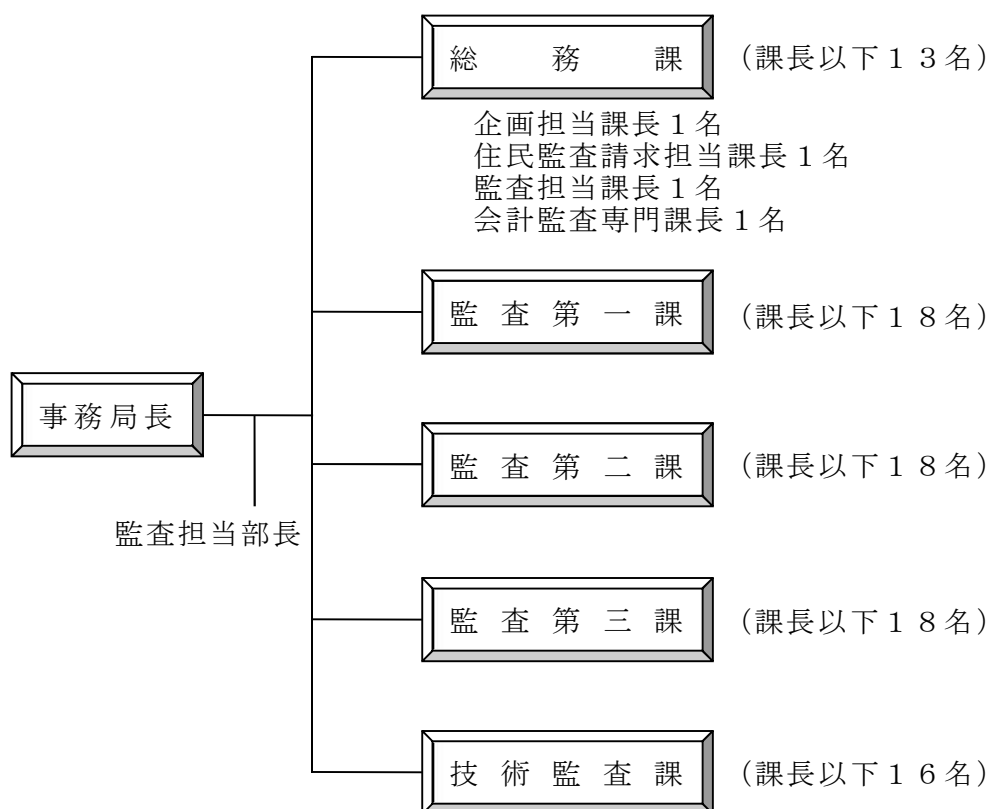 総務課 (課長以下13名)
企画担当課長1名
住民監査請求担当課長1名
監査担当課長1名
会計監査専門課長1名
監査第一課 (課長以下18名)
事務局長
監査第二課 (課長以下18名)
監査担当部長
監査第三課 (課長以下18名)
技術監査課 (課長以下16名)